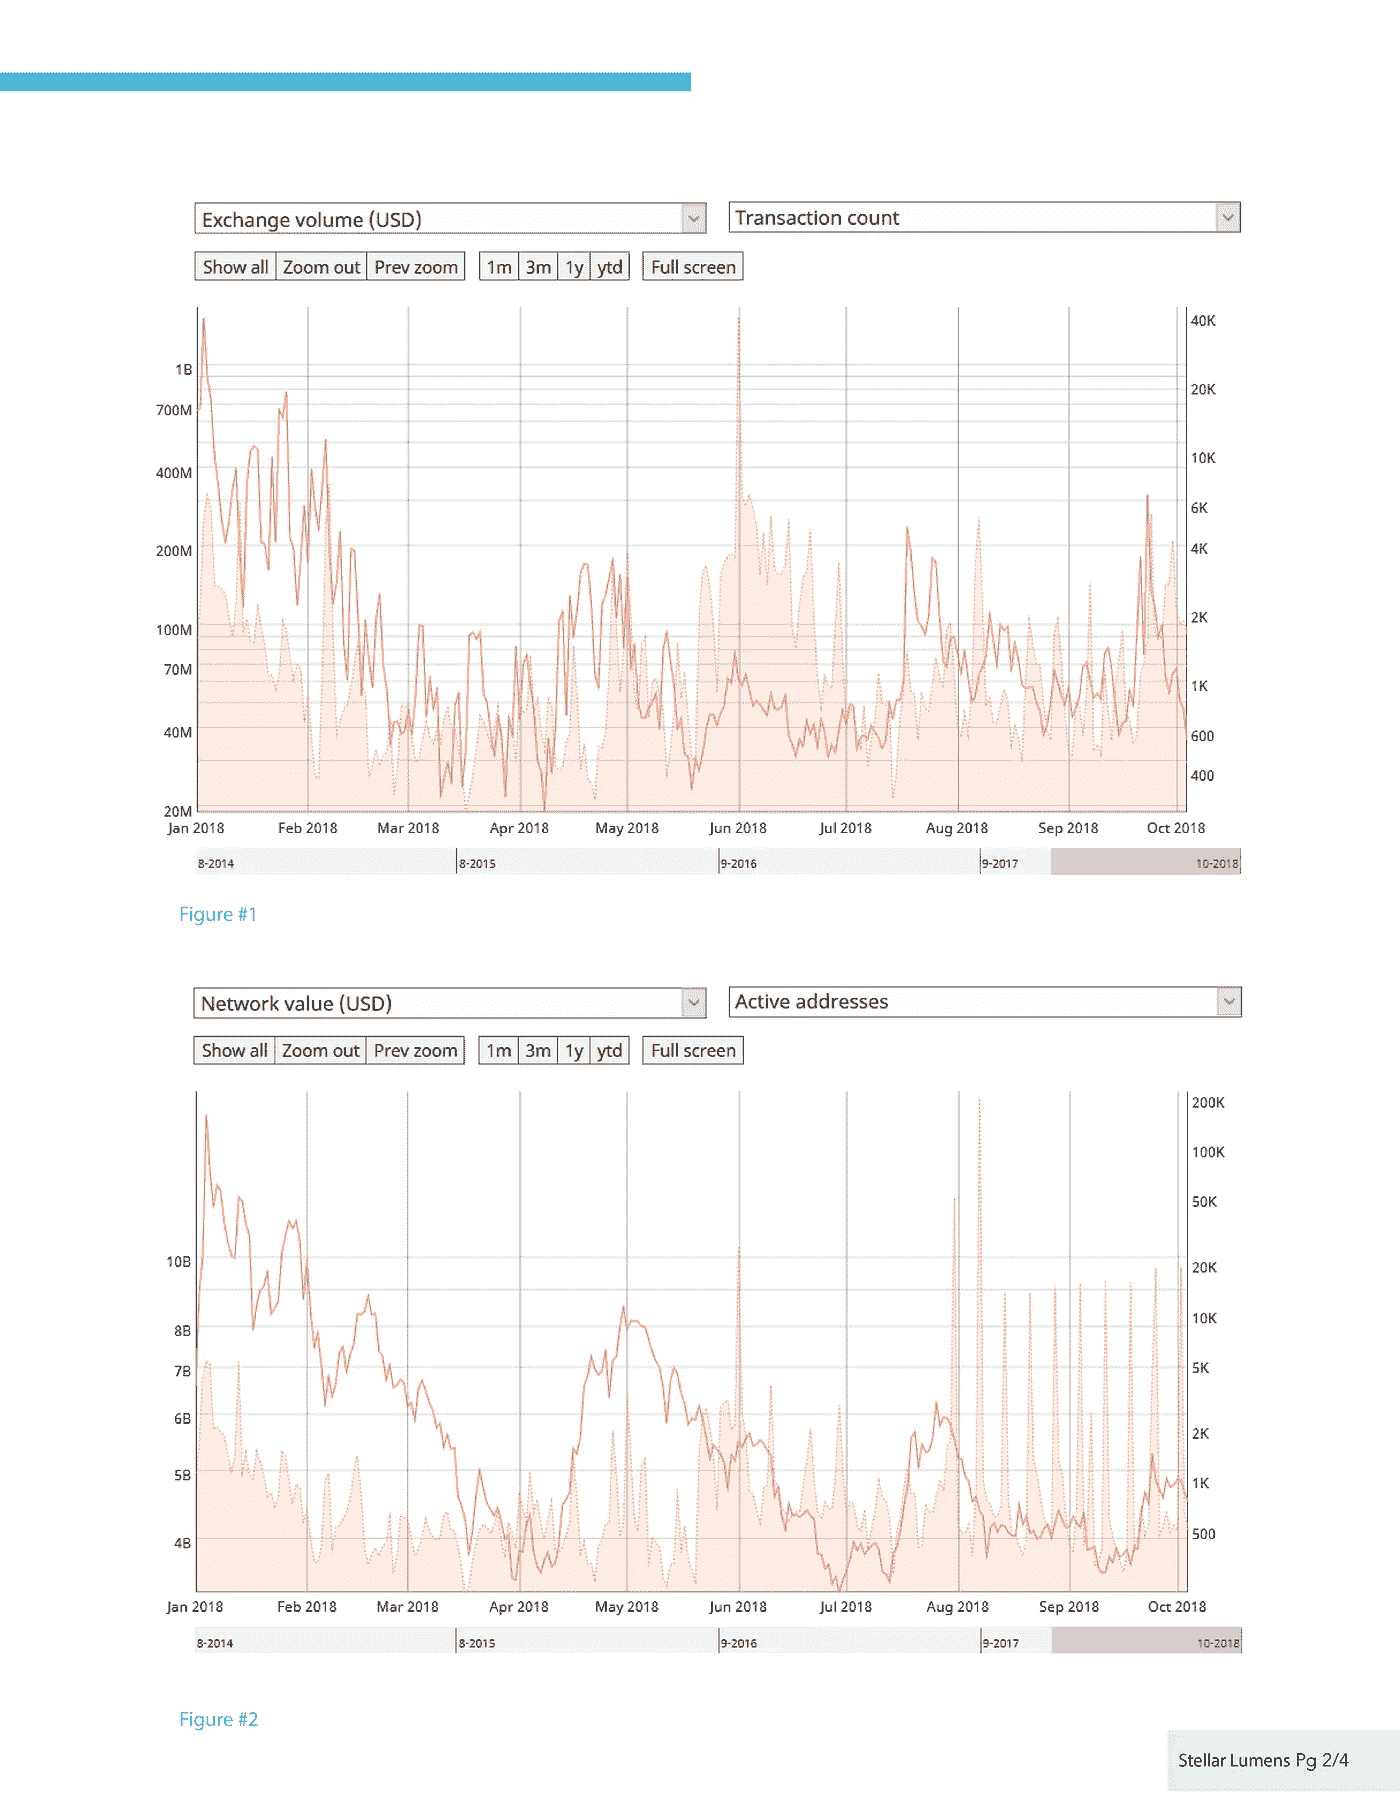 Exchange volume (USD) Transaction count
Show all Zoom out Prev zoom 1m 3m 1y ytd Full screen
40K
1B
20K
700M
10K
400M
6K
200M 4K
100M 2K
70M
1K
40M 600
400
20M
Jan 2018 Feb 2018 Mar 2018 Apr 2018 May 2018 Jun 2018 Jul 2018 Aug 2018 Sep 2018 Oct 2018
8-2014 8-2015 9-2016 9-2017 10-2018
Figure #1
Network value (USD) Active addresses
Show all Zoom out Prev zoom 1m 3m 1y ytd Full screen
200K
100K
50K
10B 20K
10K
8B
7B 5K
6B
2K
5B
1K
500
4B
Jan 2018 Feb 2018 Mar 2018 Apr 2018 May 2018 Jun 2018 Jul 2018 Aug 2018 Sep 2018 Oct 2018
8-2014 8-2015 9-2016 9-2017 10-2018
Figure #2
Stellar Lumens Pg 2/4